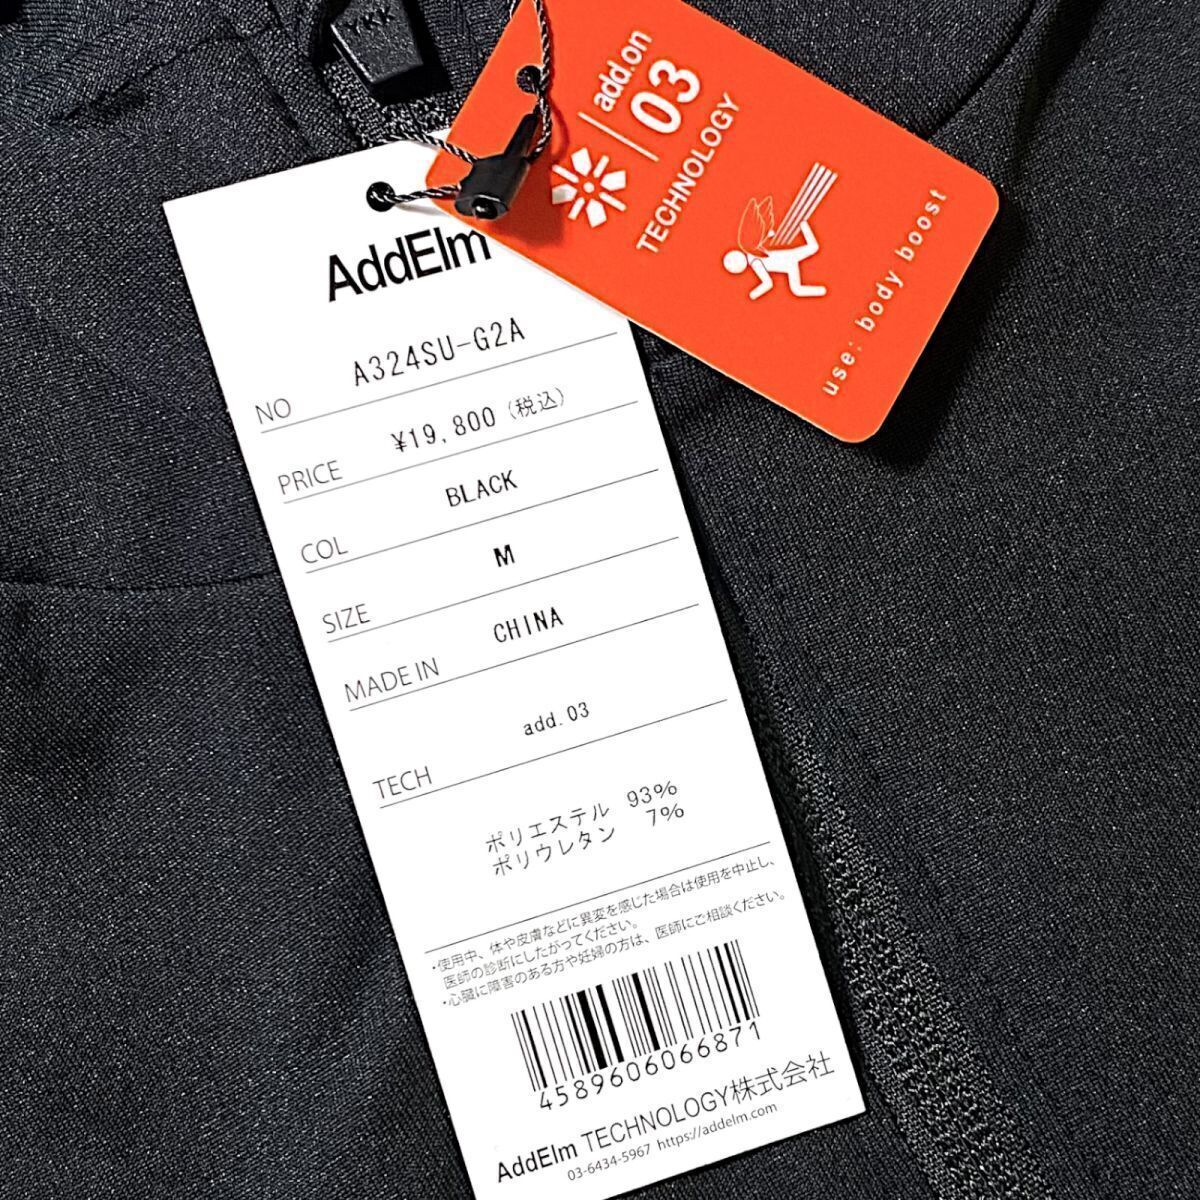 YKK
add.on
03
TECHNOLOGY
use: body boost
AddElm
NO A324SU-G2A
PRICE ¥19,800 (税込)
COL BLACK
SIZE M
MADE IN CHINA
TECH add.03
ポリエステル 93%
ポリウレタン 7%
・使用中、体や皮膚などに異変を感じた場合は使用を中止し、
医師の診断にしたがってください。
・心臓に障害のある方や妊婦の方は、医師にご相談ください。
4589606066871
AddElm TECHNOLOGY株式会社
03-6434-5967 https://addelm.com